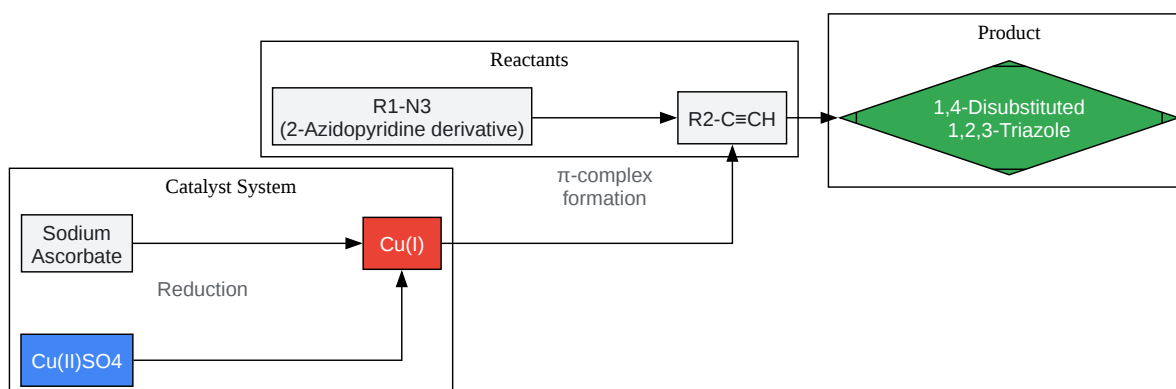 Product
Reactants
R1-N3
(2-Azidopyridine derivative)
R2-C≡CH
1,4-Disubstituted
1,2,3-Triazole
π-complex
formation
Catalyst System
Sodium
Ascorbate
Cu(I)
Reduction
Cu(II)SO4